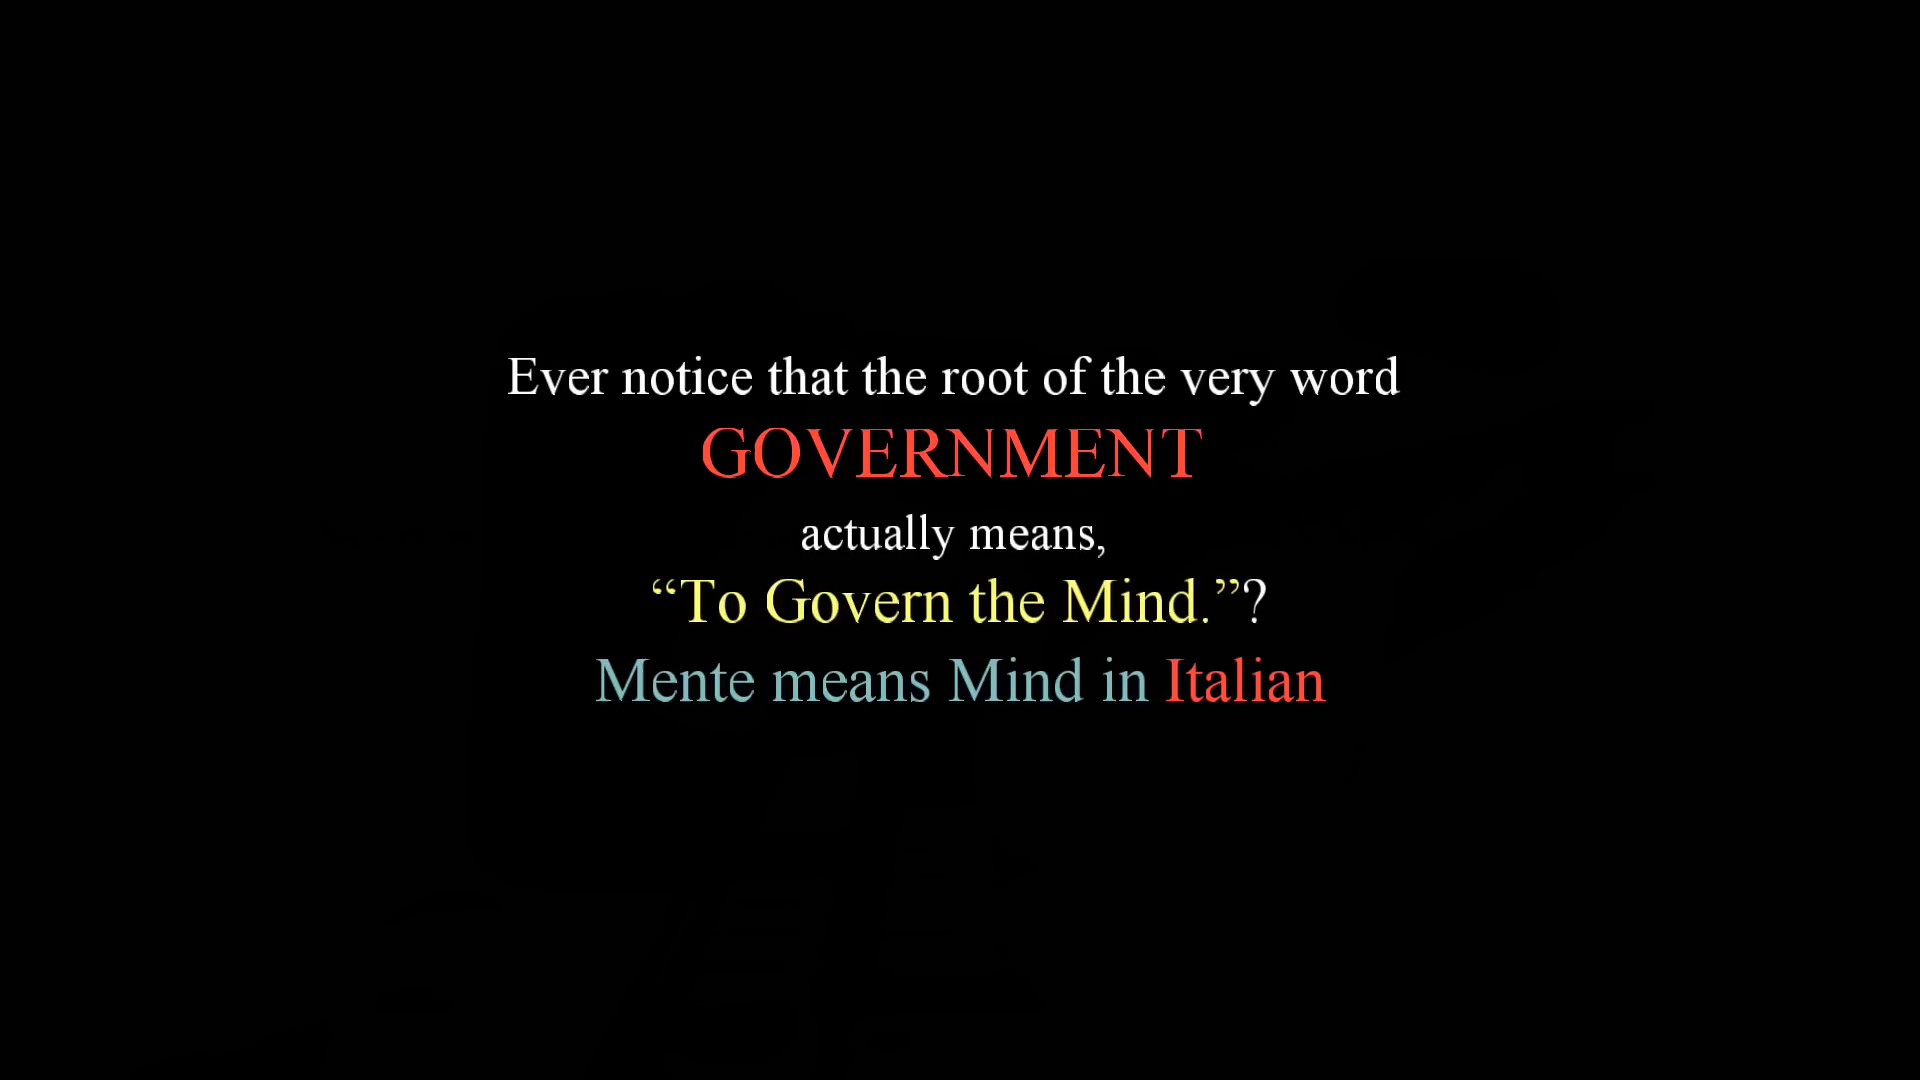 Ever notice that the root of the very word
GOVERNMENT
actually means,
“To Govern the Mind.”?
Mente means Mind in Italian